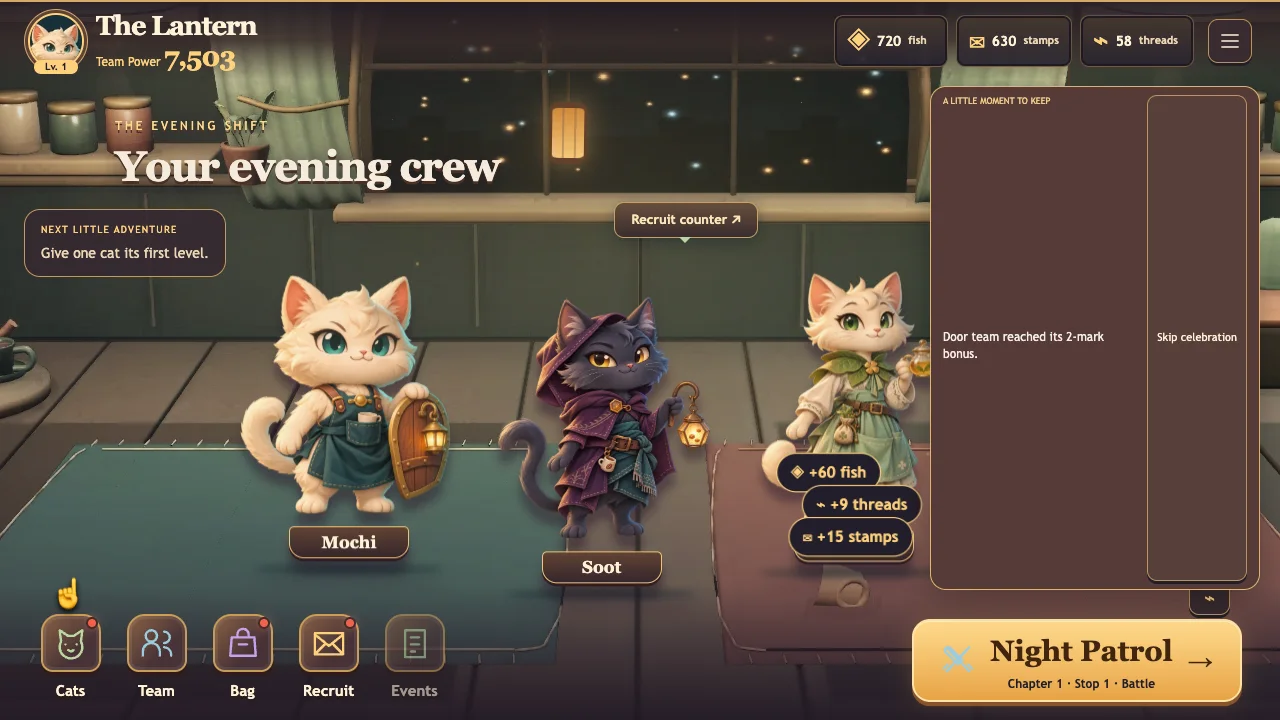 The Lantern
Team Power 7,503
Lv. 1
720 fish
630 stamps
58 threads
THE EVENING SHIFT
Your evening crew
NEXT LITTLE ADVENTURE
Give one cat its first level.
Recruit counter ↗
A LITTLE MOMENT TO KEEP
Door team reached its 2-mark
bonus.
Skip celebration
+60 fish
+9 threads
+15 stamps
Mochi
Soot
Cats
Team
Bag
Recruit
Events
Night Patrol →
Chapter 1 · Stop 1 · Battle